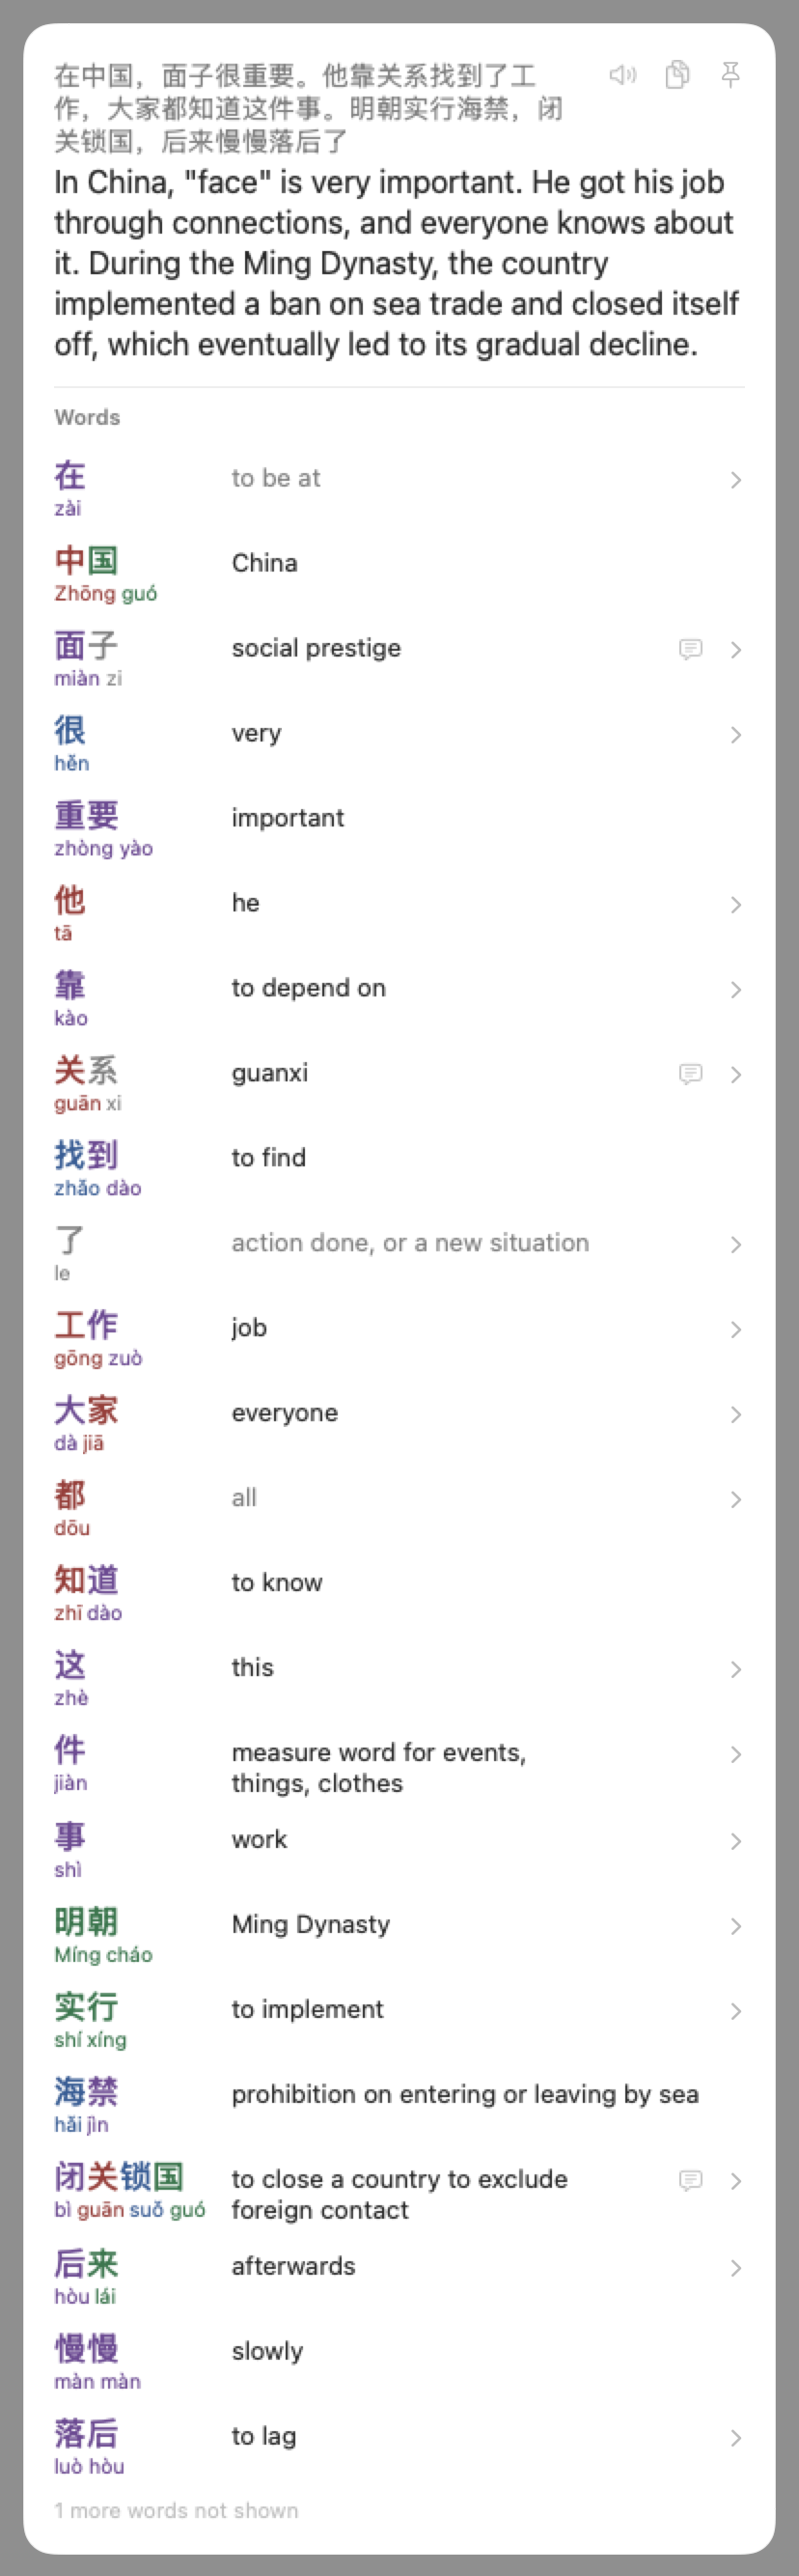 在中国，面子很重要。他靠关系找到了工
作，大家都知道这件事。明朝实行海禁，闭
关锁国，后来慢慢落后了
In China, "face" is very important. He got his job
through connections, and everyone knows about
it. During the Ming Dynasty, the country
implemented a ban on sea trade and closed itself
off, which eventually led to its gradual decline.
Words
在 to be at
zài
中国 China
Zhōng guó
面子 social prestige
miàn zi
很 very
hěn
重要 important
zhòng yào
他 he
tā
靠 to depend on
kào
关系 guanxi
guān xi
找到 to find
zhǎo dào
了 action done, or a new situation
le
工作 job
gōng zuò
大家 everyone
dà jiā
都 all
dōu
知道 to know
zhī dào
这 this
zhè
件 measure word for events,
jiàn things, clothes
事 work
shì
明朝 Ming Dynasty
Míng cháo
实行 to implement
shí xíng
海禁 prohibition on entering or leaving by sea
hǎi jìn
闭关锁国 to close a country to exclude
bì guān suǒ guó foreign contact
后来 afterwards
hòu lái
慢慢 slowly
màn màn
落后 to lag
luò hòu
1 more words not shown